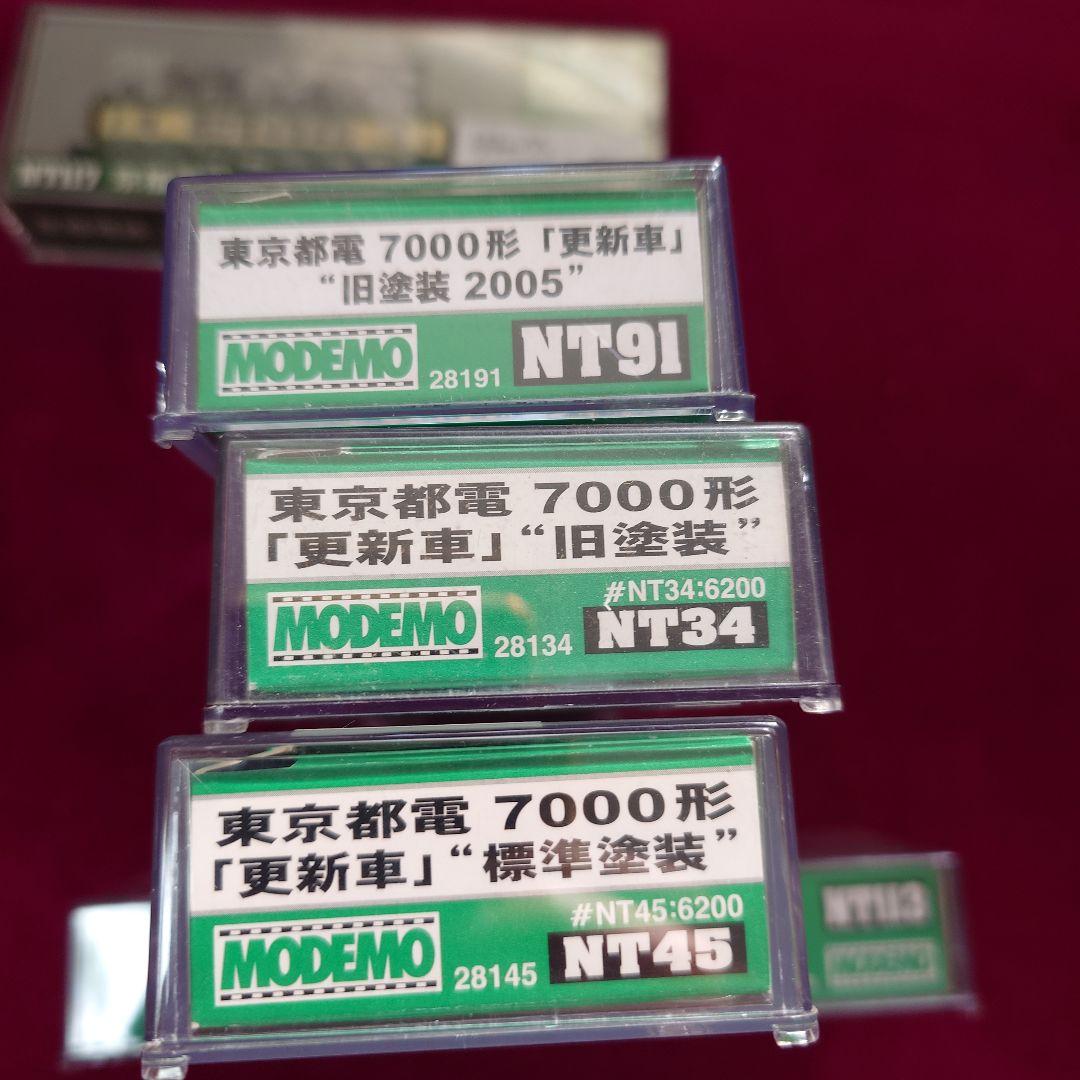 東京都電 7000形「更新車」
“旧塗装 2005”
MODEMO 28191 NT91
東京都電 7000形
「更新車」“旧塗装”
#NT34:6200
MODEMO 28134 NT34
東京都電 7000形
「更新車」“標準塗装”
#NT45:6200
MODEMO 28145 NT45
NT113
MODEMO